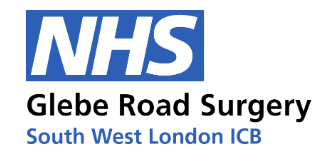 NHS
Glebe Road Surgery
South West London ICB